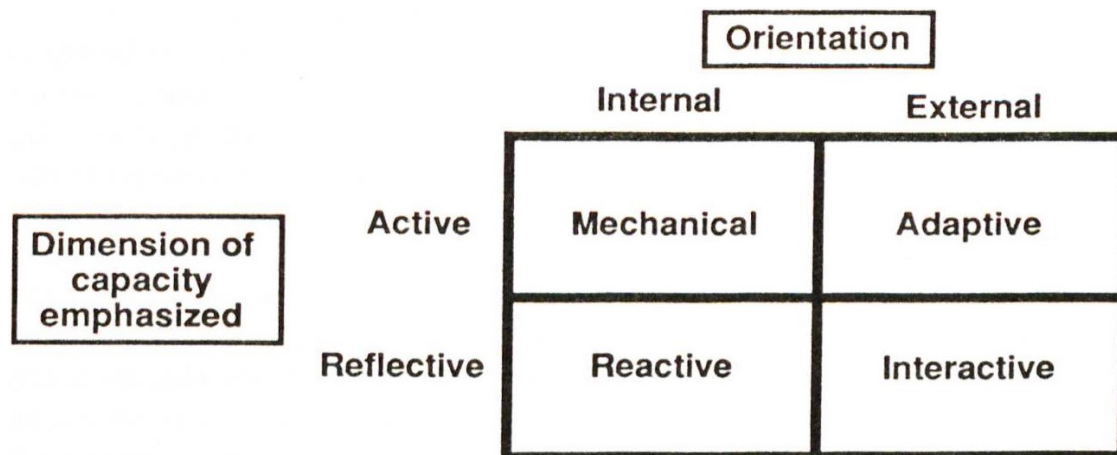 Orientation
Internal External
Active Mechanical Adaptive
Dimension of
capacity
emphasized
Reflective Reactive Interactive